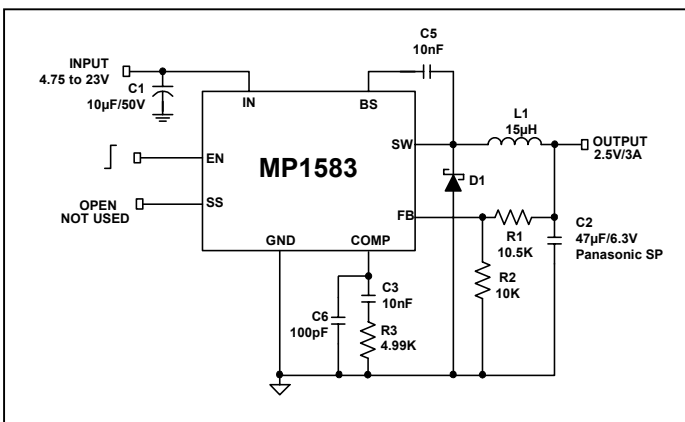 C5
10nF
INPUT
4.75 to 23V
C1
10µF/50V
IN
BS
L1
15µH
SW
OUTPUT
2.5V/3A
EN
MP1583
D1
OPEN
NOT USED
SS
FB
R1
10.5K
C2
47µF/6.3V
Panasonic SP
GND
COMP
R2
10K
C3
10nF
C6
100pF
R3
4.99K